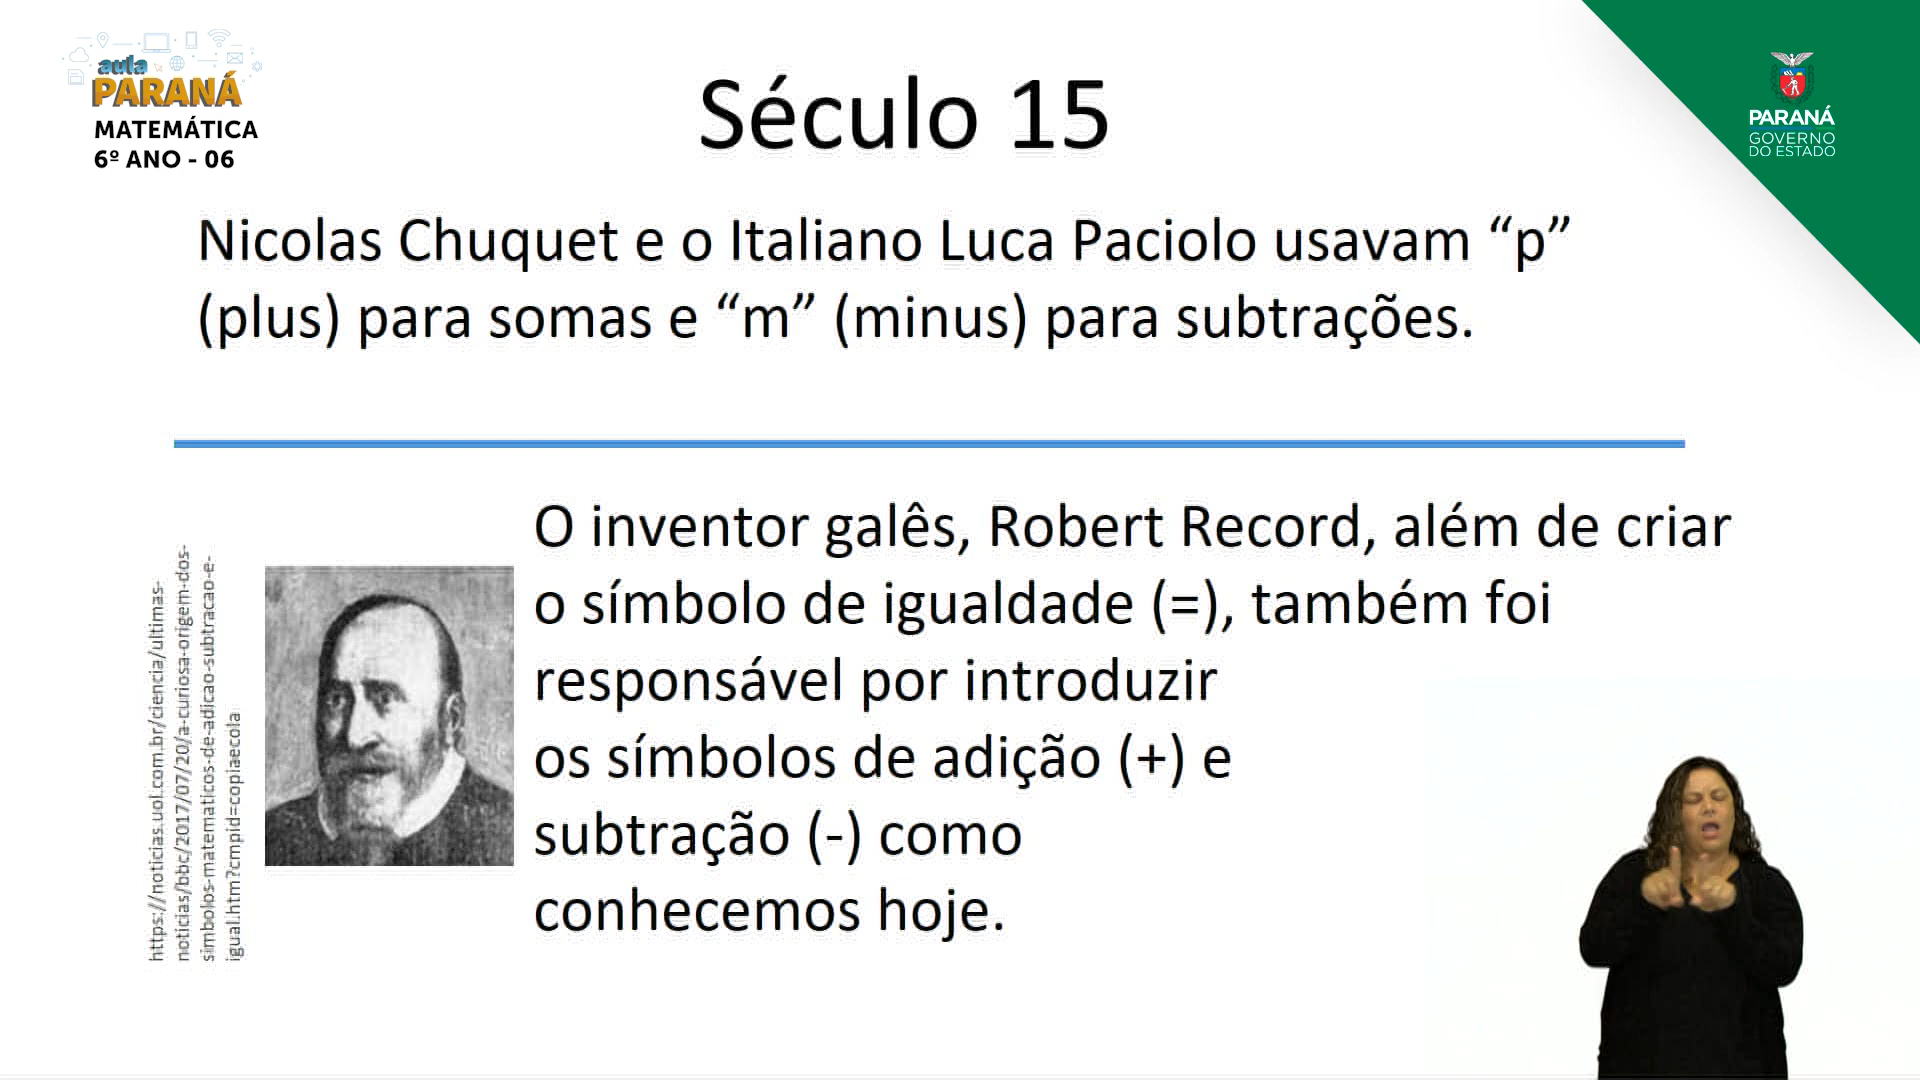 aula
PARANÁ
MATEMÁTICA
6º ANO - 06
Século 15
PARANÁ
GOVERNO
DO ESTADO
Nicolas Chuquet e o Italiano Luca Paciolo usavam “p”
(plus) para somas e “m” (minus) para subtrações.
O inventor galês, Robert Record, além de criar
o símbolo de igualdade (=), também foi
responsável por introduzir
os símbolos de adição (+) e
subtração (-) como
conhecemos hoje.
https://noticias.uol.com.br/ciencia/ultimas-
noticias/bbc/2017/07/20/a-curiosa-origem-dos-
simbolos-matematicos-de-adicao-subtracao-e-
igual.htm?cmpid=copiaecola